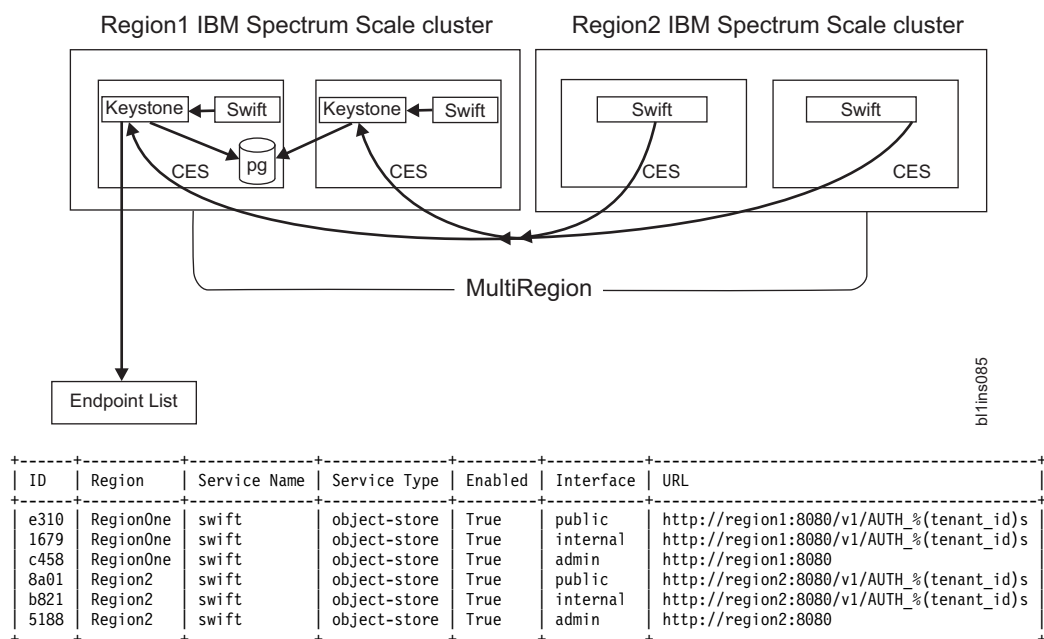 Region1 IBM Spectrum Scale cluster
Region2 IBM Spectrum Scale cluster
Keystone
Swift
Keystone
Swift
Swift
Swift
pg
CES
CES
CES
CES
MultiRegion
Endpoint List
bl1ins085
+------+-----------+--------------+--------------+---------+-----------+------------------------------------------+
| ID | Region | Service Name | Service Type | Enabled | Interface | URL |
+------+-----------+--------------+--------------+---------+-----------+------------------------------------------+
| e310 | RegionOne | swift | object-store | True | public | http://region1:8080/v1/AUTH_%(tenant_id)s |
| 1679 | RegionOne | swift | object-store | True | internal | http://region1:8080/v1/AUTH_%(tenant_id)s |
| c458 | RegionOne | swift | object-store | True | admin | http://region1:8080 |
| 8a01 | Region2 | swift | object-store | True | public | http://region2:8080/v1/AUTH_%(tenant_id)s |
| b821 | Region2 | swift | object-store | True | internal | http://region2:8080/v1/AUTH_%(tenant_id)s |
| 5188 | Region2 | swift | object-store | True | admin | http://region2:8080 |
+------+-----------+--------------+--------------+---------+-----------+------------------------------------------+